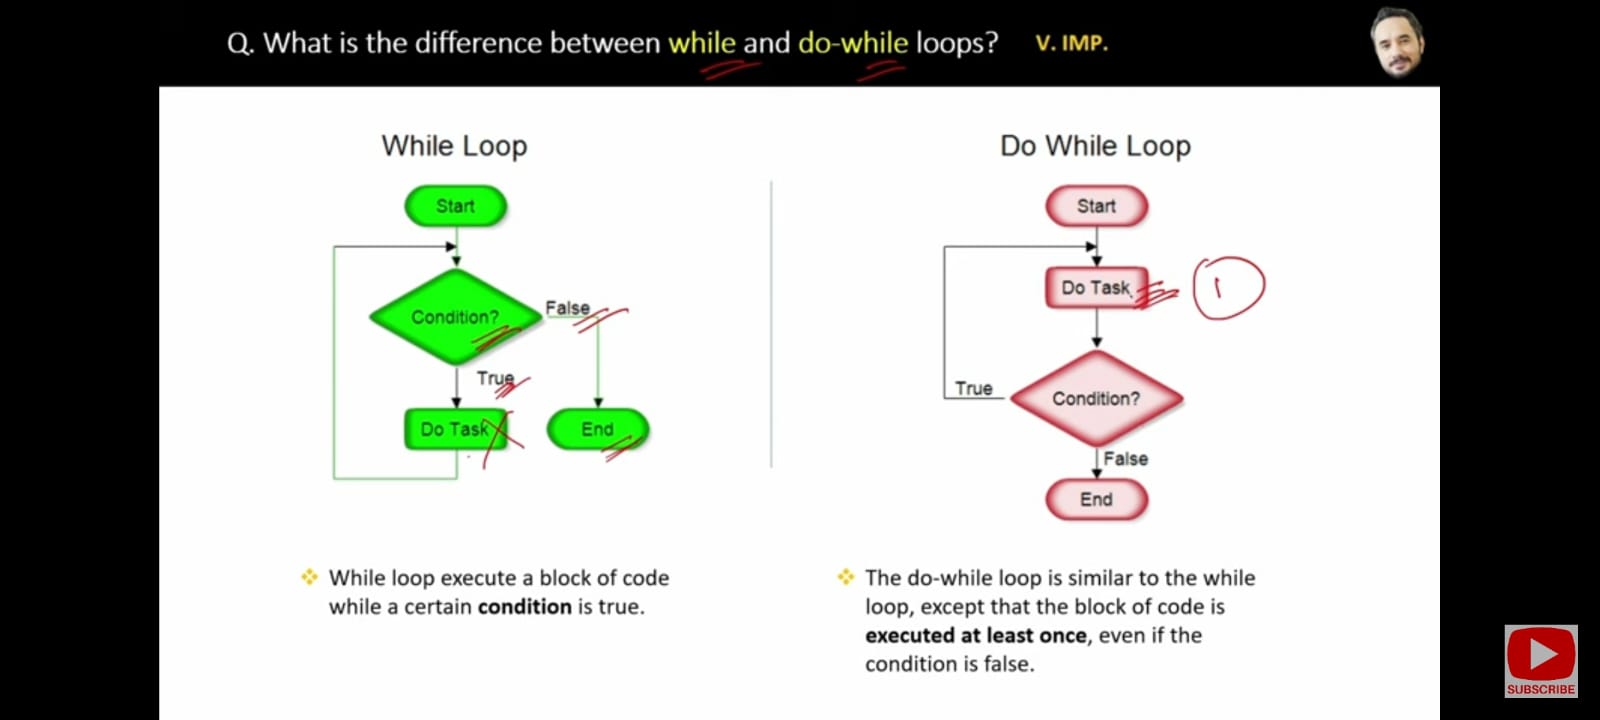 Q. What is the difference between while and do-while loops? V. IMP.
While Loop
Start
Condition?
False
True
Do Task
End
Do While Loop
Start
Do Task
1
Condition?
True
False
End
While loop execute a block of code
while a certain condition is true.
The do-while loop is similar to the while
loop, except that the block of code is
executed at least once, even if the
condition is false.
SUBSCRIBE